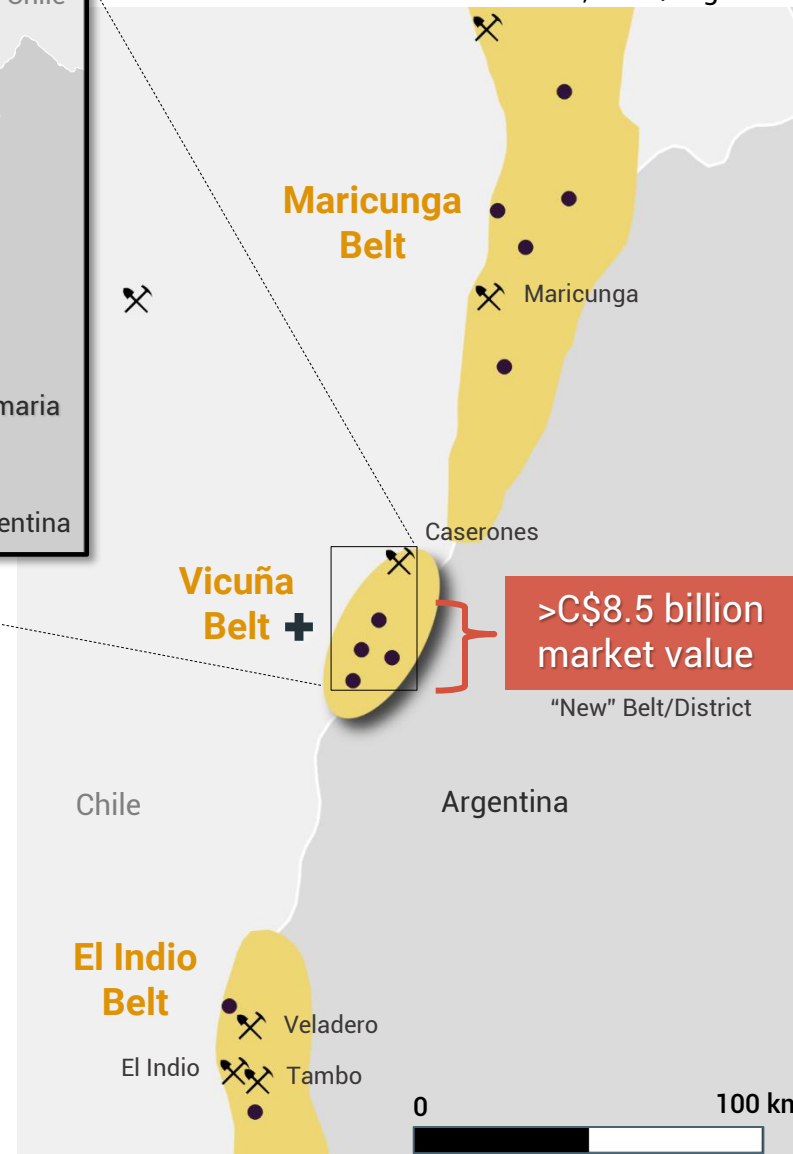 Chile
Maricunga
Belt
Maricunga
maria
entina
Caserones
Vicuña
Belt
>C$8.5 billion
market value
“New” Belt/District
Chile
Argentina
El Indio
Belt
Veladero
El Indio
Tambo
0
100 km